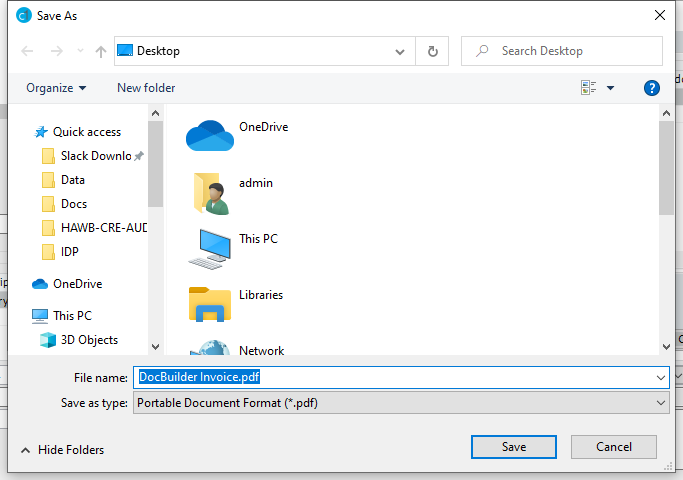 Save As
Desktop
Search Desktop
Organize
New folder
Quick access
Slack Downlo
Data
Docs
HAWB-CRE-AUD
IDP
OneDrive
This PC
3D Objects
OneDrive
admin
This PC
Libraries
Network
File name: DocBuilder Invoice.pdf
Save as type: Portable Document Format (*.pdf)
Hide Folders
Save
Cancel